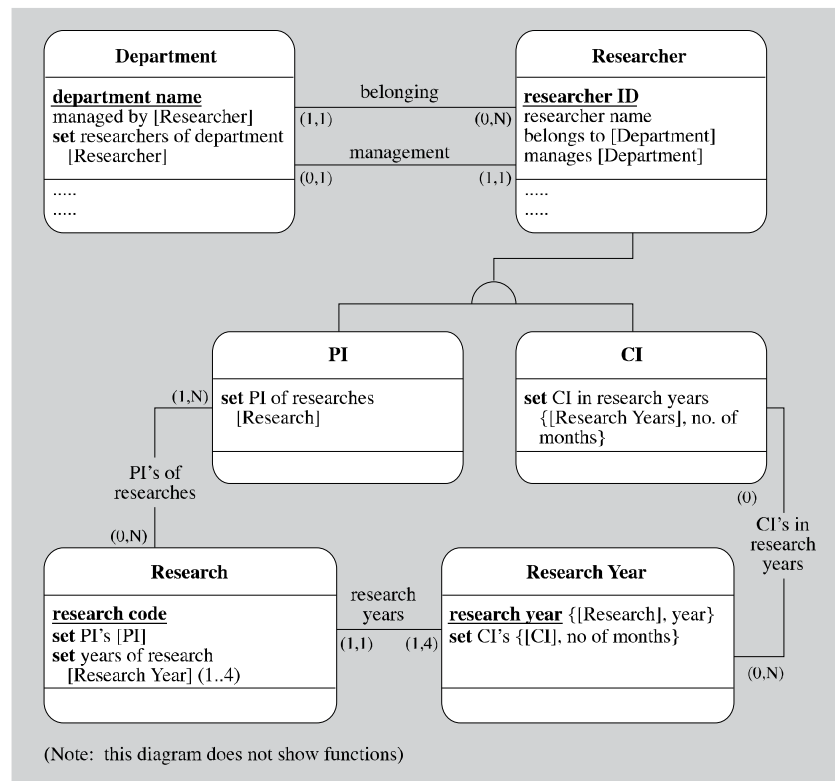 Department
department name
managed by [Researcher]
set researchers of department
[Researcher]
.....
.....
belonging
(1,1)
(0,N)
management
(0,1)
(1,1)
Researcher
researcher ID
researcher name
belongs to [Department]
manages [Department]
.....
.....
PI
set PI of researches
[Research]
CI
set CI in research years
{[Research Years], no. of
months}
(1,N)
PI's of
researches
(0,N)
(0)
CI's in
research
years
(0,N)
Research
research code
set PI's [PI]
set years of research
[Research Year] (1..4)
research
years
(1,1)
(1,4)
Research Year
research year {[Research], year}
set CI's {[CI], no of months}
(Note: this diagram does not show functions)